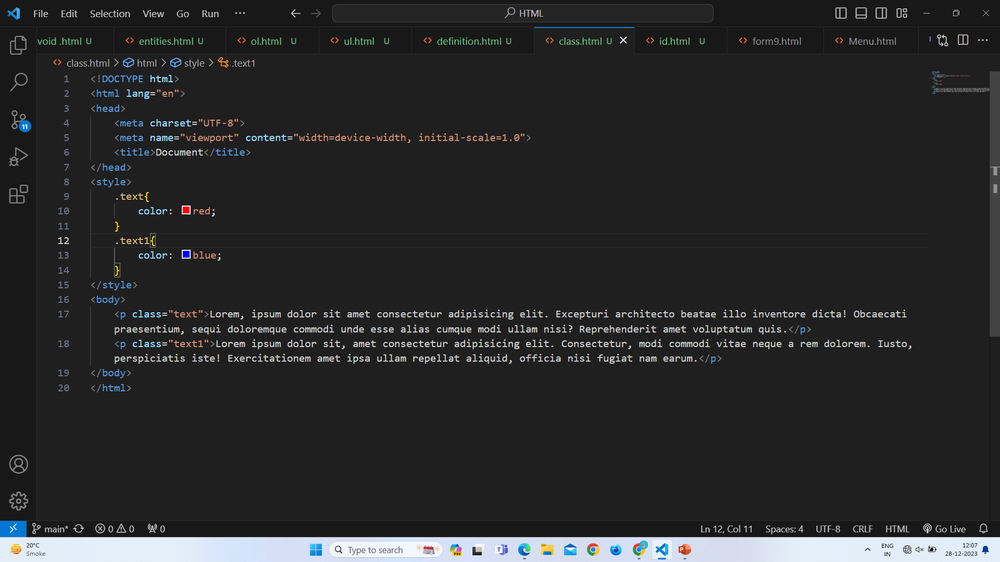 File Edit Selection View Go Run ··· HTML
void .html U entities.html U ol.html U ul.html U definition.html U class.html U id.html U form9.html Menu.html
class.html > html > style > .text1
1 <!DOCTYPE html>
2 <html lang="en">
3 <head>
4 <meta charset="UTF-8">
5 <meta name="viewport" content="width=device-width, initial-scale=1.0">
6 <title>Document</title>
7 </head>
8 <style>
9 .text{
10 color: red;
11 }
12 .text1{
13 color: blue;
14 }
15 </style>
16 <body>
17 <p class="text">Lorem, ipsum dolor sit amet consectetur adipisicing elit. Excepturi architecto beatae illo inventore dicta! Obcaecati
praesentium, sequi doloremque commodi unde esse alias cumque modi ullam nisi? Reprehenderit amet voluptatum quis.</p>
18 <p class="text1">Lorem ipsum dolor sit, amet consectetur adipisicing elit. Consectetur, modi commodi vitae neque a rem dolorem. Iusto,
perspiciatis iste! Exercitationem amet ipsa ullam repellat aliquid, officia nisi fugiat nam earum.</p>
19 </body>
20 </html>
11
main* 0 0 0 Ln 12, Col 11 Spaces: 4 UTF-8 CRLF HTML Go Live
20°C
Smoke
Type to search
PRE
3
ENG
IN
12:07
28-12-2023